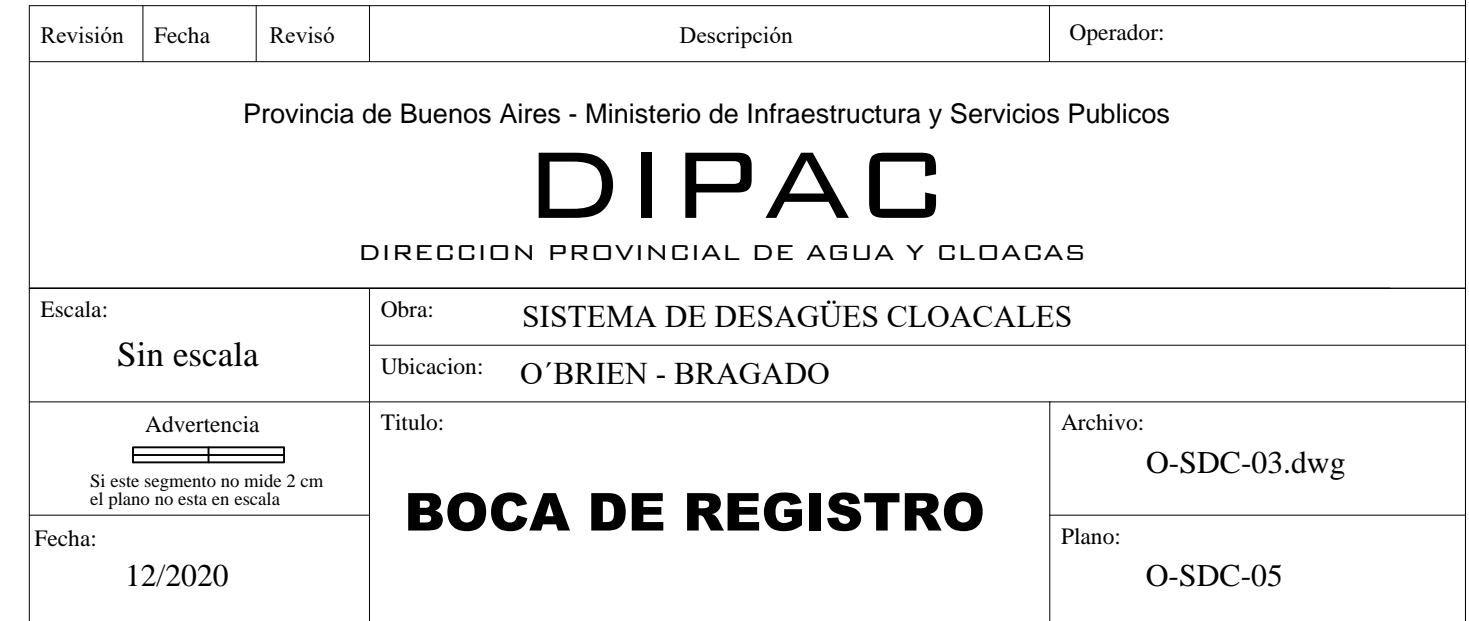 Revisión Fecha Revisó Descripción Operador:
Provincia de Buenos Aires - Ministerio de Infraestructura y Servicios Publicos
DIPAC
DIRECCION PROVINCIAL DE AGUA Y CLOACAS
Escala:
Sin escala
Obra: SISTEMA DE DESAGÜES CLOACALES
Ubicacion: O´BRIEN - BRAGADO
Advertencia
Si este segmento no mide 2 cm
el plano no esta en escala
Fecha:
12/2020
Titulo:
BOCA DE REGISTRO
Archivo:
O-SDC-03.dwg
Plano:
O-SDC-05